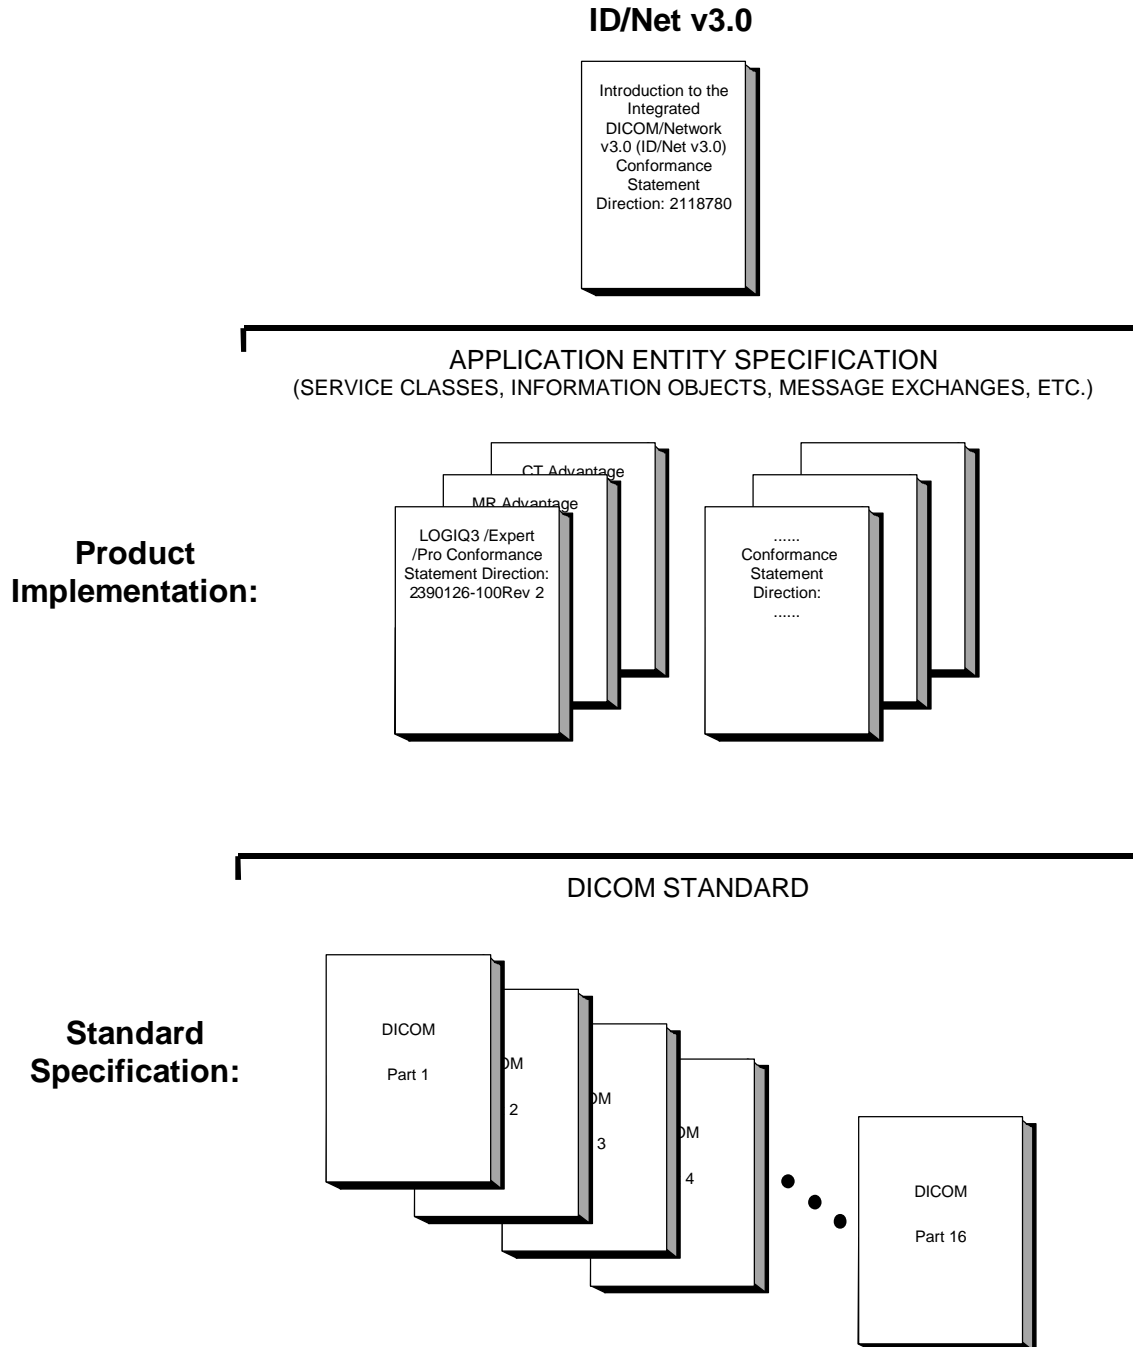 ID/Net v3.0
Introduction to the
Integrated
DICOM/Network
v3.0 (ID/Net v3.0)
Conformance
Statement
Direction: 2118780
APPLICATION ENTITY SPECIFICATION
(SERVICE CLASSES, INFORMATION OBJECTS, MESSAGE EXCHANGES, ETC.)
Product
Implementation:
CT Advantage
MR Advantage
LOGIQ3 /Expert
/Pro Conformance
Statement Direction:
2390126-100Rev 2
......
Conformance
Statement
Direction:
......
DICOM STANDARD
Standard
Specification:
DICOM
Part 1
OM
2
OM
3
OM
4
DICOM
Part 16